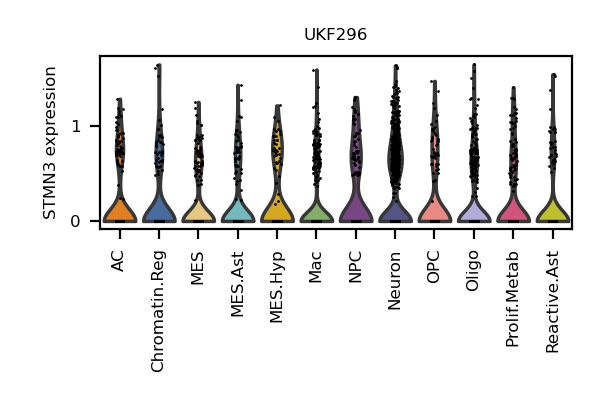 UKF296
STMN3 expression
1
0
AC
Chromatin.Reg
MES
MES.Ast
MES.Hyp
Mac
NPC
Neuron
OPC
Oligo
Prolif.Metab
Reactive.Ast